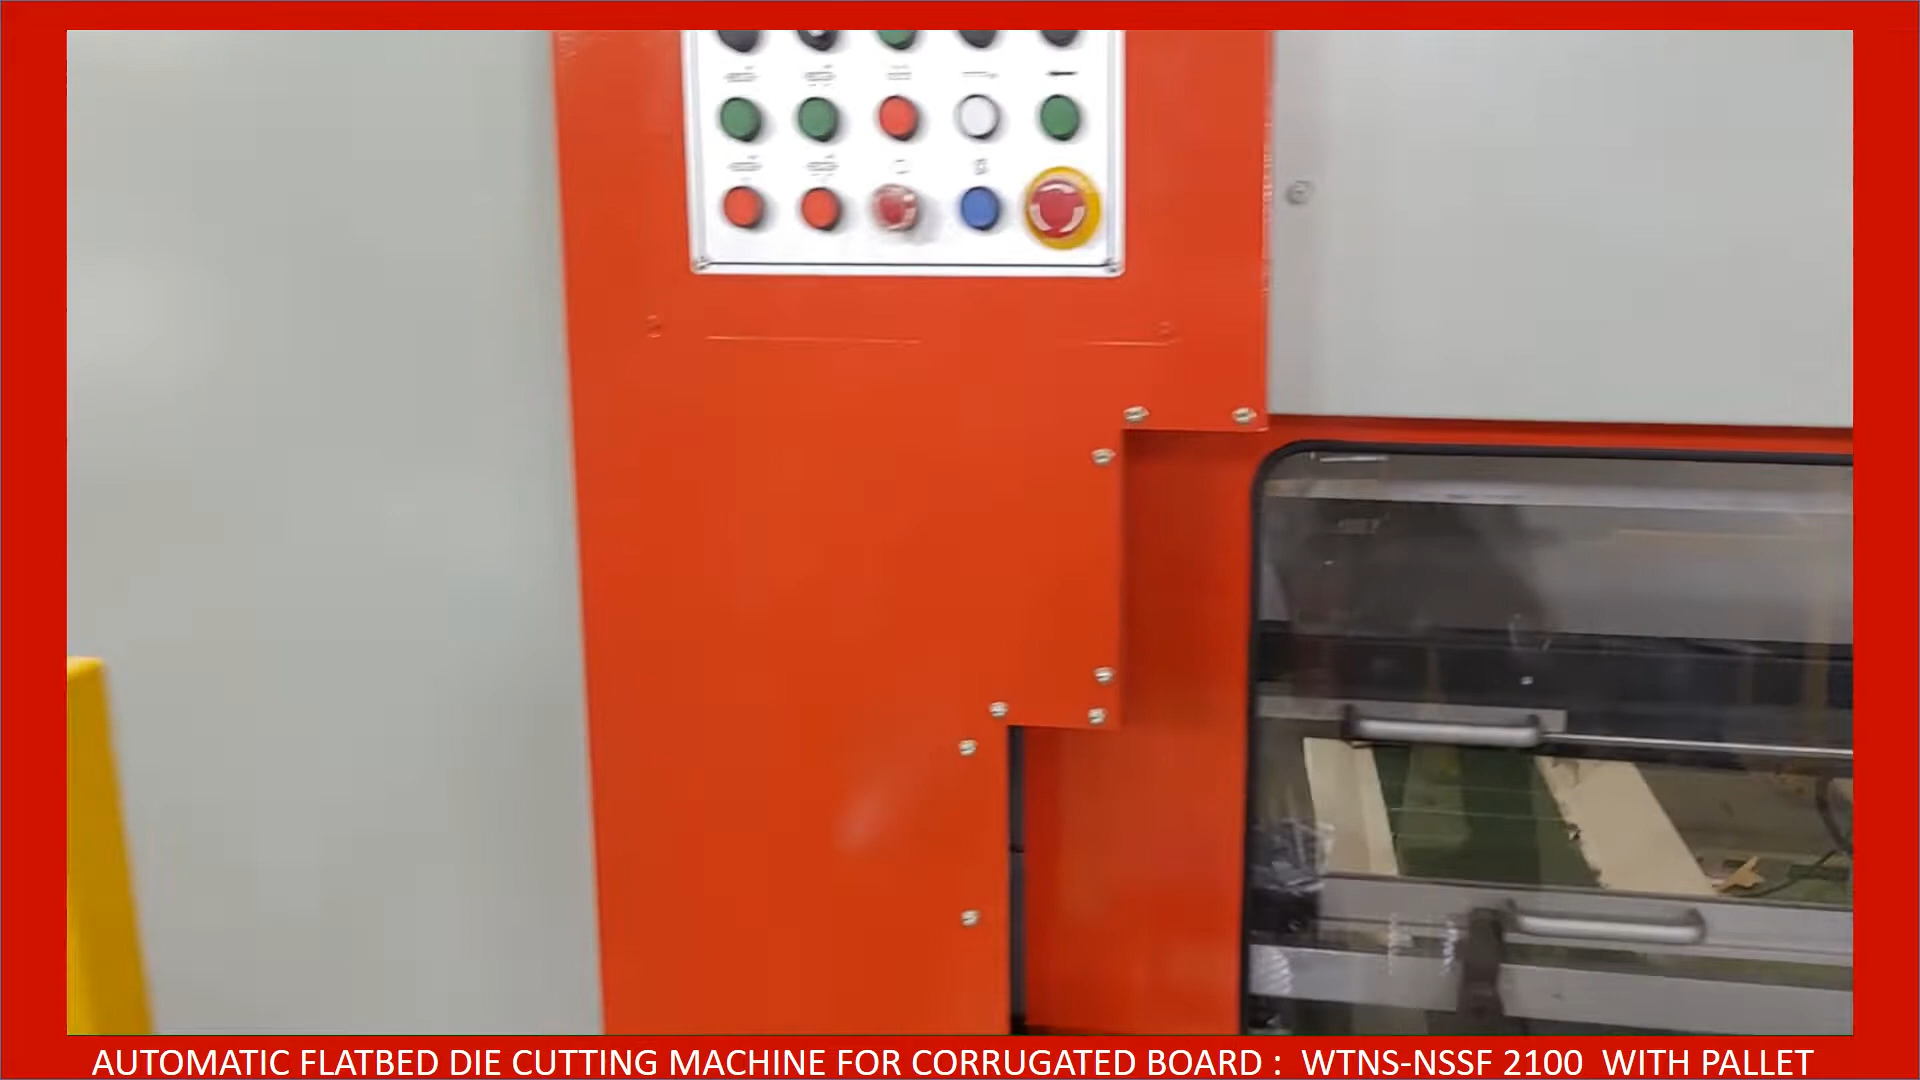 AUTOMATIC FLATBED DIE CUTTING MACHINE FOR CORRUGATED BOARD : WTNS-NSSF 2100 WITH PALLET